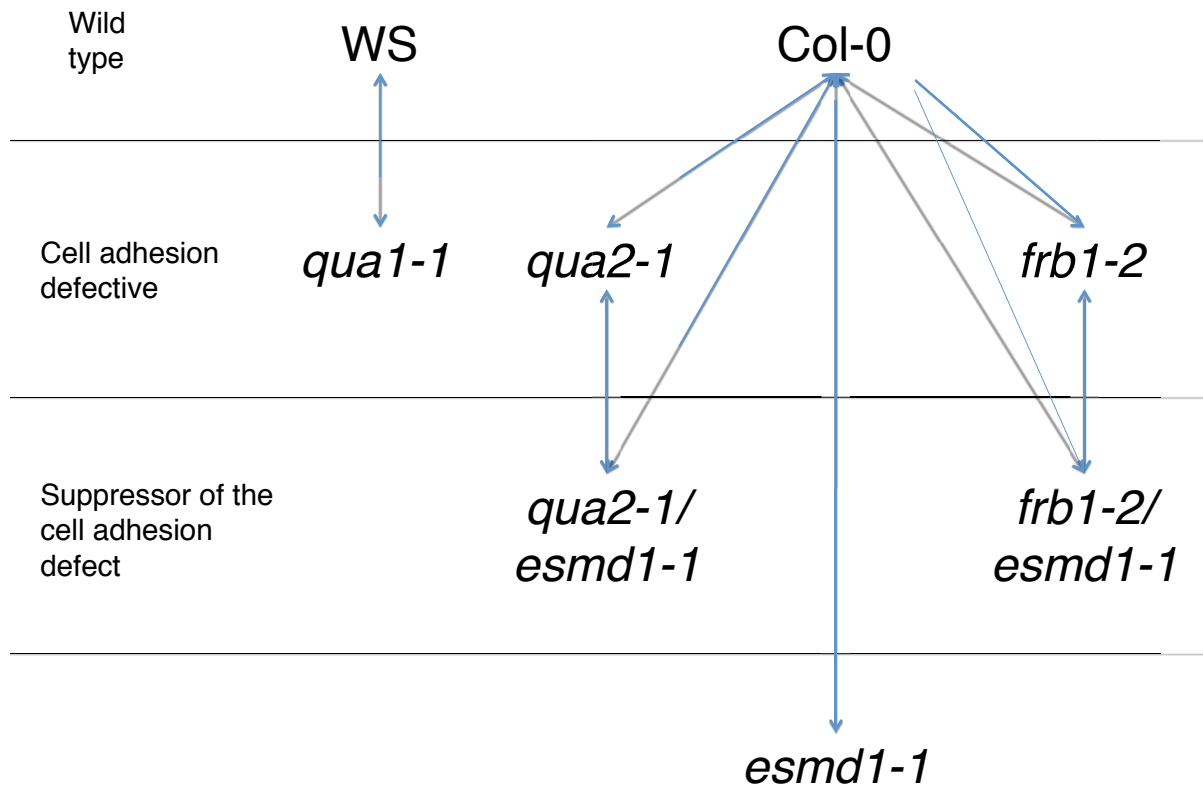 Wild
type
WS
Col-0
Cell adhesion
defective
qua1-1
qua2-1
frb1-2
Suppressor of the
cell adhesion
defect
qua2-1/
esmd1-1
frb1-2/
esmd1-1
esmd1-1